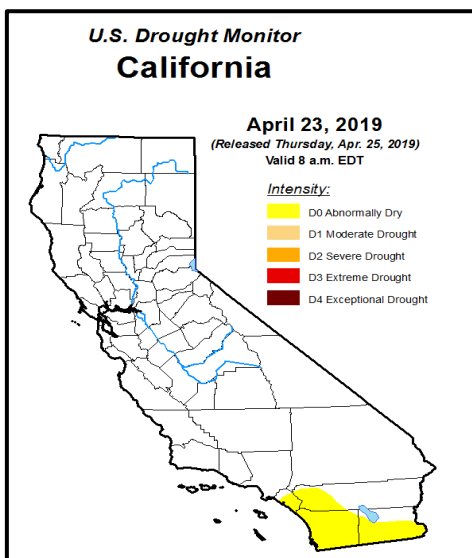 U.S. Drought Monitor
California
April 23, 2019
(Released Thursday, Apr. 25, 2019)
Valid 8 a.m. EDT
Intensity:
D0 Abnormally Dry
D1 Moderate Drought
D2 Severe Drought
D3 Extreme Drought
D4 Exceptional Drought